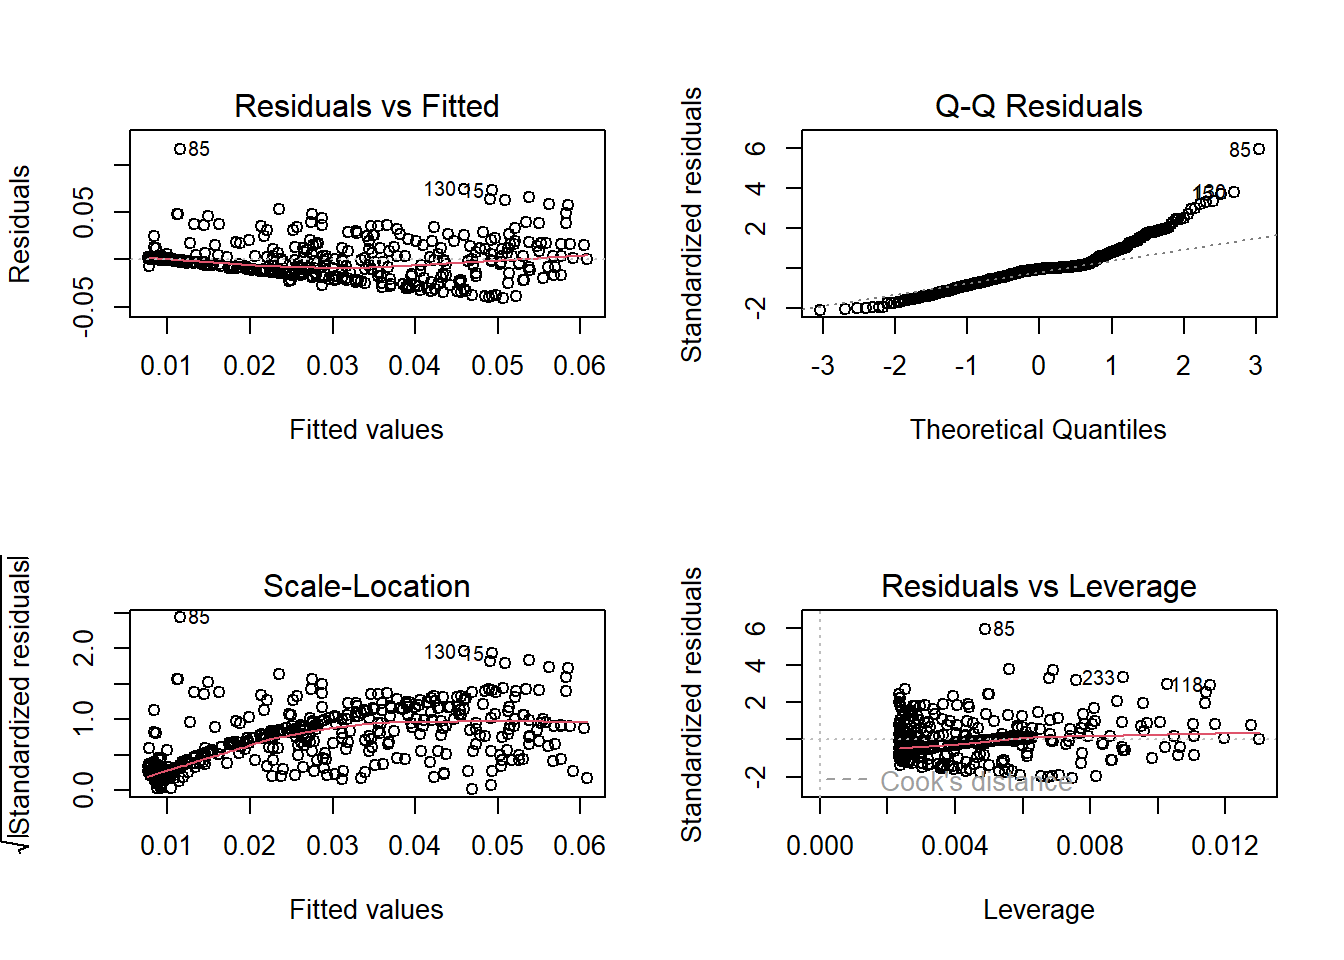 Residuals vs Fitted
Residuals
0.05
-0.05
85
130
15
0.01 0.02 0.03 0.04 0.05 0.06
Fitted values
Q-Q Residuals
Standardized residuals
6
4
2
-2
85
-3 -2 -1 0 1 2 3
Theoretical Quantiles
Scale-Location
√|Standardized residuals|
2.0
1.0
0.0
85
130
15
0.01 0.02 0.03 0.04 0.05 0.06
Fitted values
Residuals vs Leverage
Standardized residuals
6
4
2
-2
85
233
118
Cook's distance
0.000 0.004 0.008 0.012
Leverage